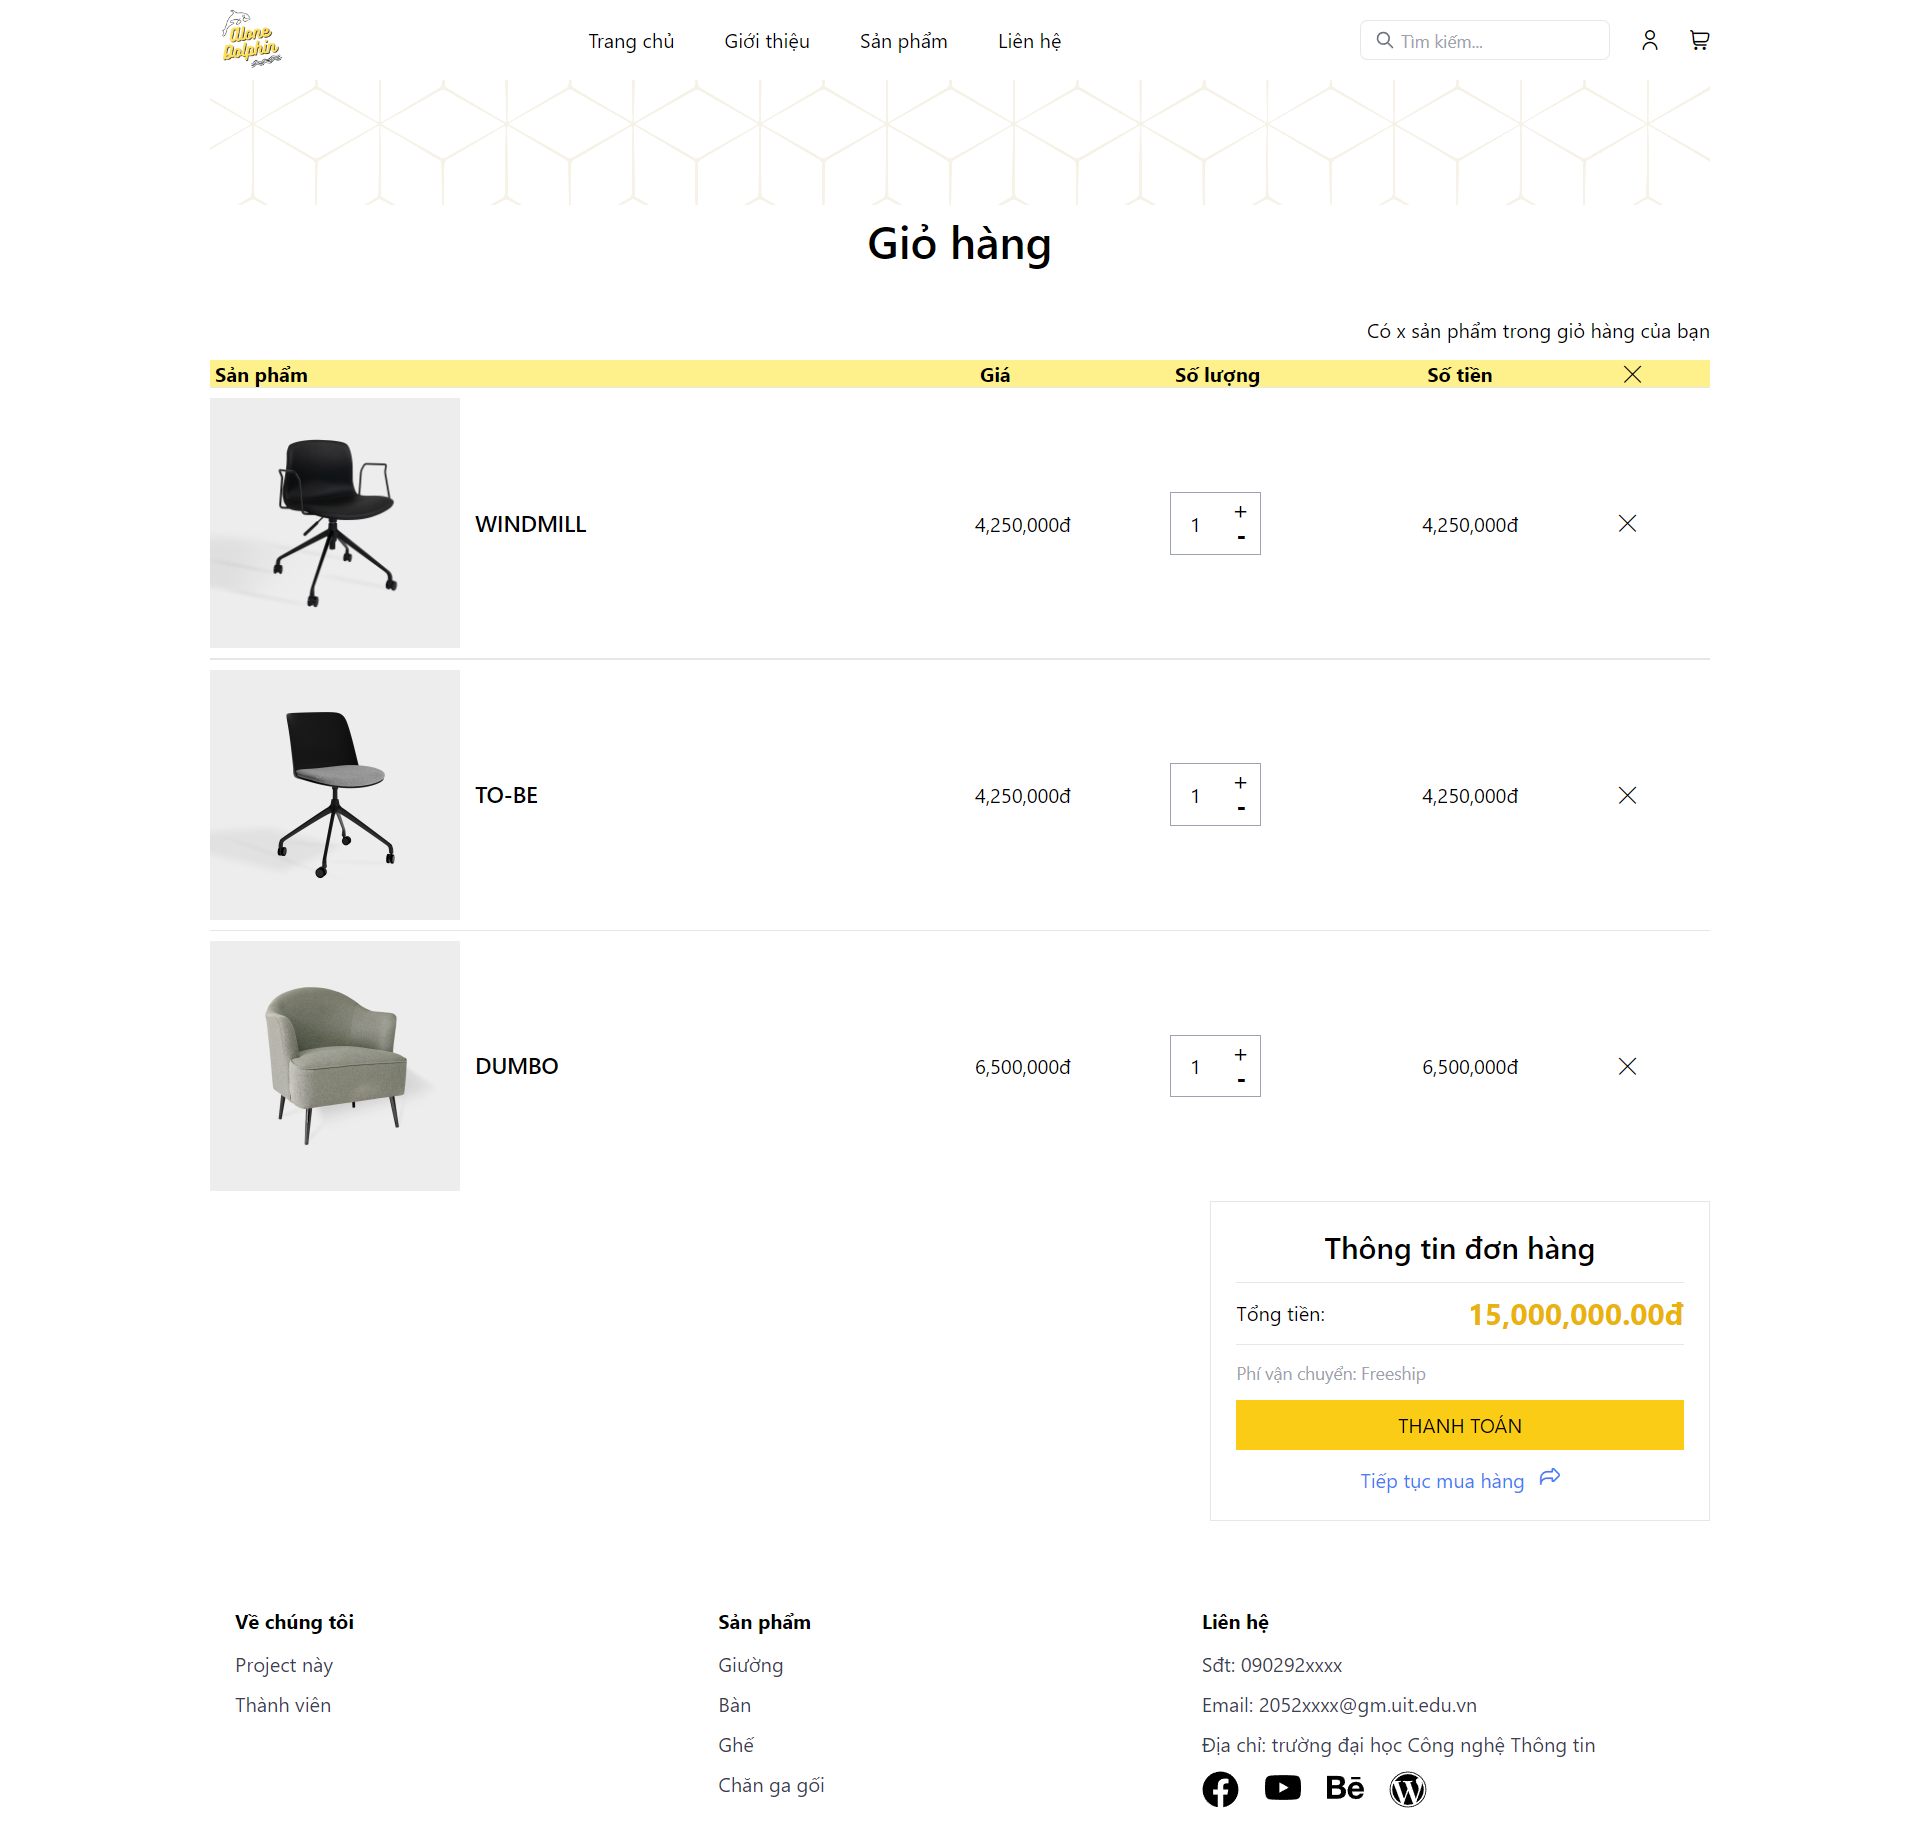 Alone
Dolphin
Trang chủ Giới thiệu Sản phẩm Liên hệ Tìm kiếm...
Giỏ hàng
Có x sản phẩm trong giỏ hàng của bạn
Sản phẩm Giá Số lượng Số tiền
WINDMILL 4,250,000đ 1 + - 4,250,000đ
TO-BE 4,250,000đ 1 + - 4,250,000đ
DUMBO 6,500,000đ 1 + - 6,500,000đ
Thông tin đơn hàng
Tổng tiền: 15,000,000.00đ
Phí vận chuyển: Freeship
THANH TOÁN
Tiếp tục mua hàng
Về chúng tôi
Project này
Thành viên
Sản phẩm
Giường
Bàn
Ghế
Chăn ga gối
Liên hệ
Sđt: 090292xxxx
Email: 2052xxxx@gm.uit.edu.vn
Địa chỉ: trường đại học Công nghệ Thông tin
Bē